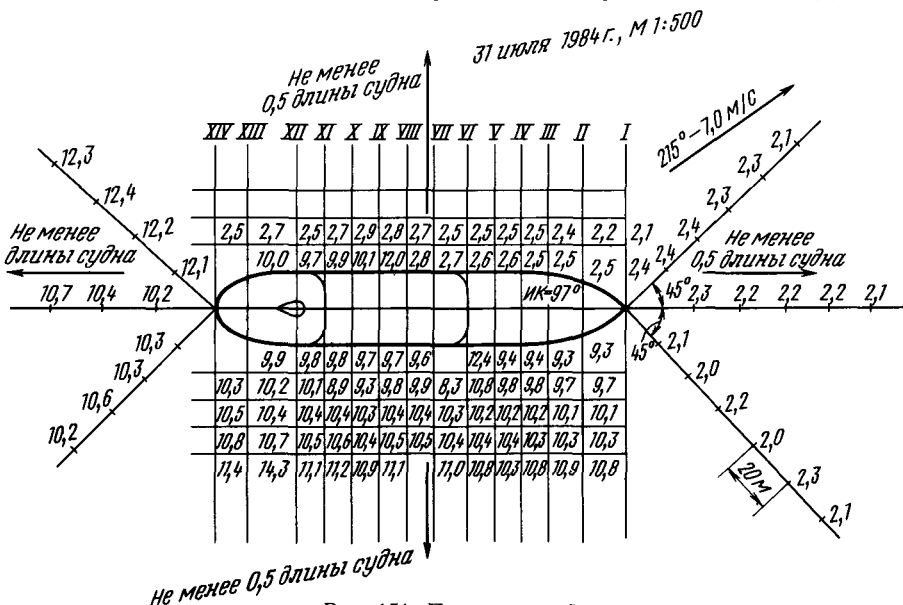 31 июля 1984 г., М 1:500
Не менее
0,5 длины судна
215°–7,0 м/с
XIV XIII XII XI X IX VIII VII VI V IV III II I
12,3
12,4
12,2
12,1
2,1
2,3
2,3
2,4
2,4
2,5 2,7 2,5 2,7 2,9 2,8 2,7 2,5 2,5 2,5 2,5 2,4 2,2 2,1
10,0 9,7 9,9 10,1 12,0 2,8 2,7 2,6 2,6 2,5 2,5 2,5 2,4
Не менее
длины судна
Не менее
0,5 длины судна
ИК=97°
45°
45°
10,7 10,4 10,2
2,3 2,2 2,2 2,2 2,1
10,3
10,3
10,6
10,2
2,1
2,0
2,2
2,0
2,3
2,1
20м
9,9 9,8 9,8 9,7 9,7 9,6 12,4 9,4 9,4 9,3 9,3
10,3 10,2 10,1 8,9 9,3 9,8 9,9 8,3 10,8 9,8 9,8 9,7 9,7
10,5 10,4 10,4 10,4 10,3 10,4 10,4 10,3 10,2 10,2 10,2 10,1 10,1
10,8 10,7 10,5 10,6 10,4 10,5 10,5 10,4 10,4 10,4 10,3 10,3 10,3
11,4 14,3 11,1 11,2 10,9 11,1 11,0 10,8 10,3 10,8 10,9 10,8
Не менее 0,5 длины судна